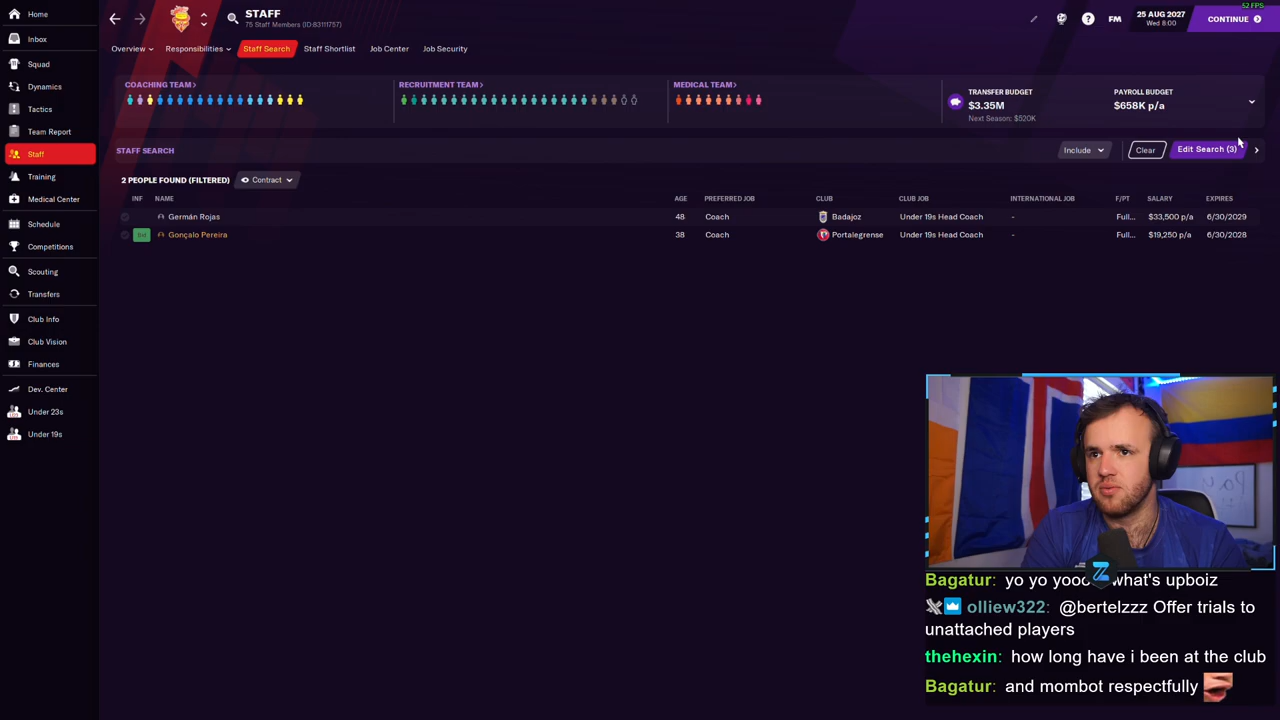 52 FPS
Home
STAFF
75 Staff Members (ID:83111757)
FM
25 AUG 2027
Wed 8:00
CONTINUE
Inbox
Squad
Dynamics
Tactics
Team Report
Staff
Training
Medical Center
Schedule
Competitions
Scouting
Transfers
Club Info
Club Vision
Finances
Dev. Center
Under 23s
Under 19s
Overview
Responsibilities
Staff Search
Staff Shortlist
Job Center
Job Security
COACHING TEAM
RECRUITMENT TEAM
MEDICAL TEAM
TRANSFER BUDGET
$3.35M
Next Season: $520K
PAYROLL BUDGET
$658K p/a
STAFF SEARCH
Include
Clear
Edit Search (3)
2 PEOPLE FOUND (FILTERED)
Contract
INF NAME AGE PREFERRED JOB CLUB CLUB JOB INTERNATIONAL JOB F/PT SALARY EXPIRES
Germán Rojas 48 Coach Badajoz Under 19s Head Coach - Full... $33,500 p/a 6/30/2029
Gonçalo Pereira 38 Coach Portalegrense Under 19s Head Coach - Full... $19,250 p/a 6/30/2028
Bagatur: yo yo yooo what's upboiz
olliew322: @bertelzzz Offer trials to
unattached players
thehexin: how long have i been at the club
Bagatur: and mombot respectfully